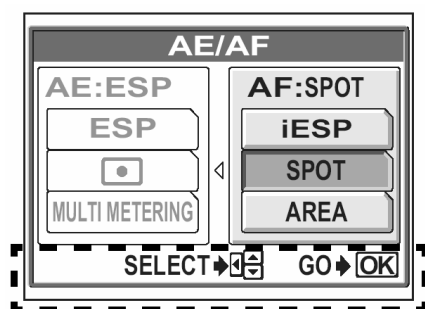 AE/AF
AE:ESP
ESP
MULTI METERING
AF:SPOT
iESP
SPOT
AREA
SELECT GO OK